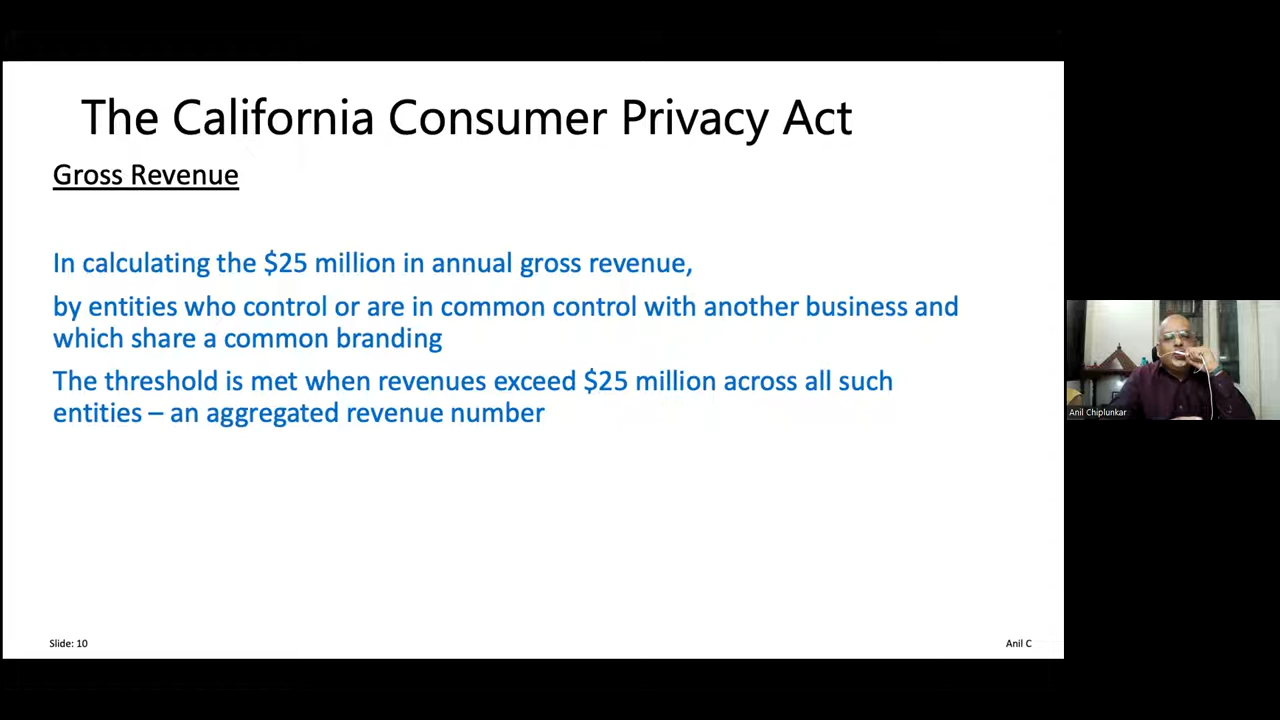 The California Consumer Privacy Act
Gross Revenue
In calculating the $25 million in annual gross revenue,
by entities who control or are in common control with another business and
which share a common branding
The threshold is met when revenues exceed $25 million across all such
entities – an aggregated revenue number
Anil Chiplunkar
Slide: 10
Anil C